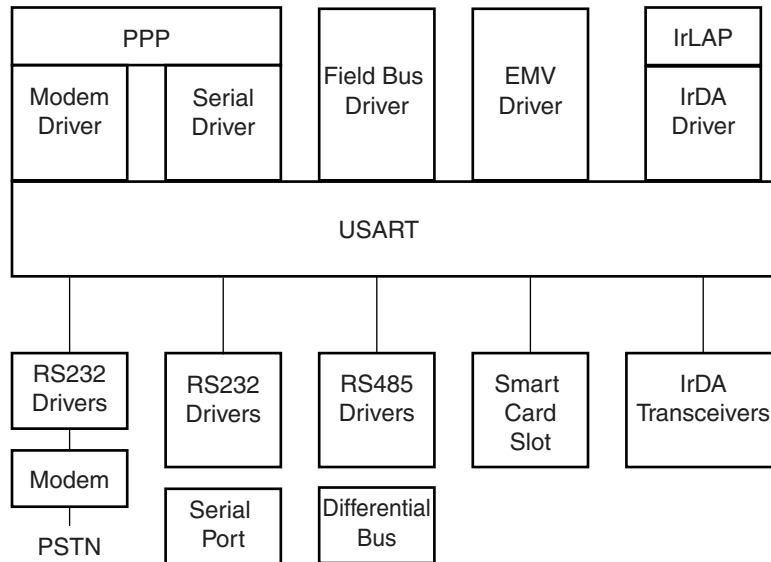 PPP
IrLAP
Modem
Driver
Serial
Driver
Field Bus
Driver
EMV
Driver
IrDA
Driver
USART
RS232
Drivers
RS232
Drivers
RS485
Drivers
Smart
Card
Slot
IrDA
Transceivers
Modem
Serial
Port
Differential
Bus
PSTN